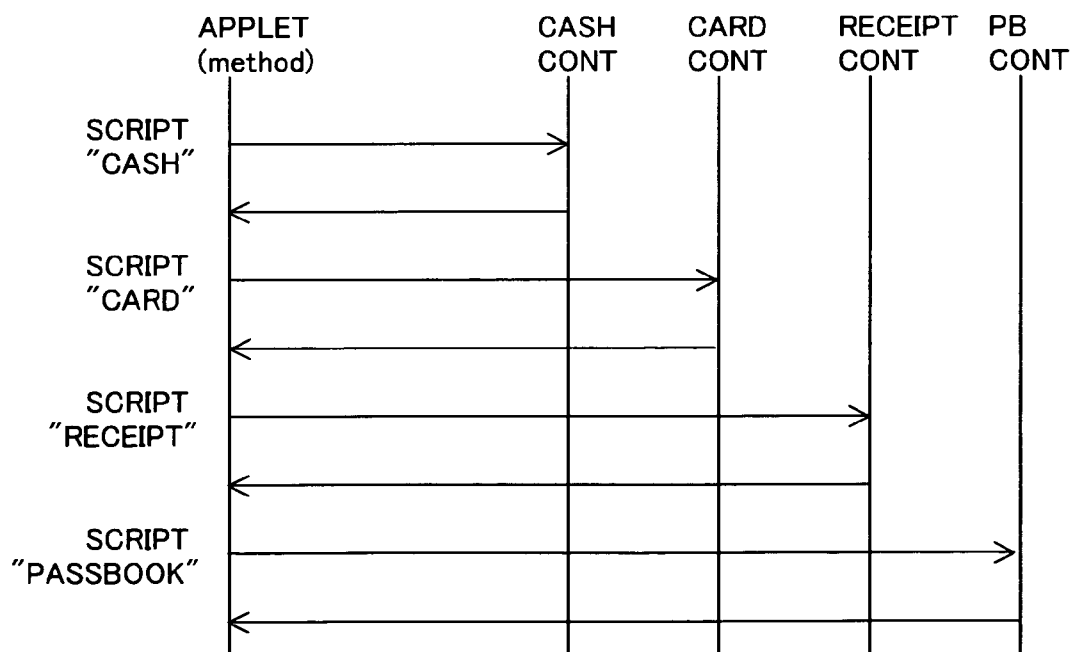 APPLET CASH CARD RECEIPT PB
(method) CONT CONT CONT CONT
SCRIPT
"CASH"
SCRIPT
"CARD"
SCRIPT
"RECEIPT"
SCRIPT
"PASSBOOK"